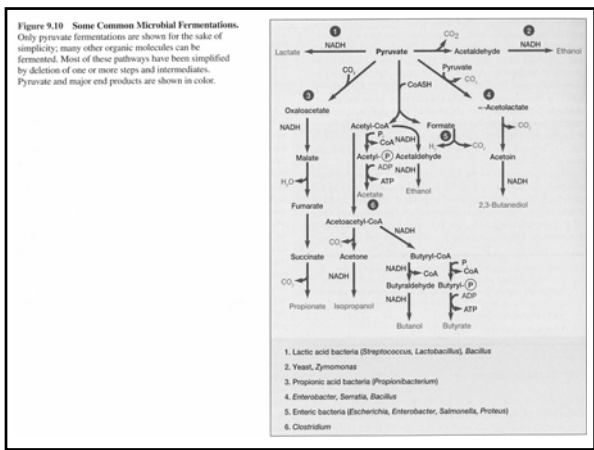 Figure 9.10 Some Common Microbial Fermentations.
Only pyruvate fermentations are shown for the sake of
simplicity; many other organic molecules can be
fermented. Most of these pathways have been simplified
by deletion of one or more steps and intermediates.
Pyruvate and major end products are shown in color.
1
CO₂
2
Lactate
NADH
Pyruvate
Acetaldehyde
NADH
Ethanol
CO₂
CoASH
Pyruvate
CO₂
3
4
Oxaloacetate
α-Acetolactate
NADH
Acetyl-CoA
Formate
CO₂
Pᵢ
CoA
NADH
5
H₂
CO₂
Malate
Acetyl-P
Acetaldehyde
Acetoin
ADP
NADH
H₂O
ATP
NADH
Acetate
Ethanol
Fumarate
6
2,3-Butanediol
Acetoacetyl-CoA
NADH
CO₂
Succinate
Acetone
Butyryl-CoA
NADH
Pᵢ
CO₂
NADH
CoA
CoA
Butyraldehyde
Butyryl-P
NADH
ADP
Propionate
Isopropanol
ATP
Butanol
Butyrate
1. Lactic acid bacteria (Streptococcus, Lactobacillus), Bacillus
2. Yeast, Zymomonas
3. Propionic acid bacteria (Propionibacterium)
4. Enterobacter, Serratia, Bacillus
5. Enteric bacteria (Escherichia, Enterobacter, Salmonella, Proteus)
6. Clostridium